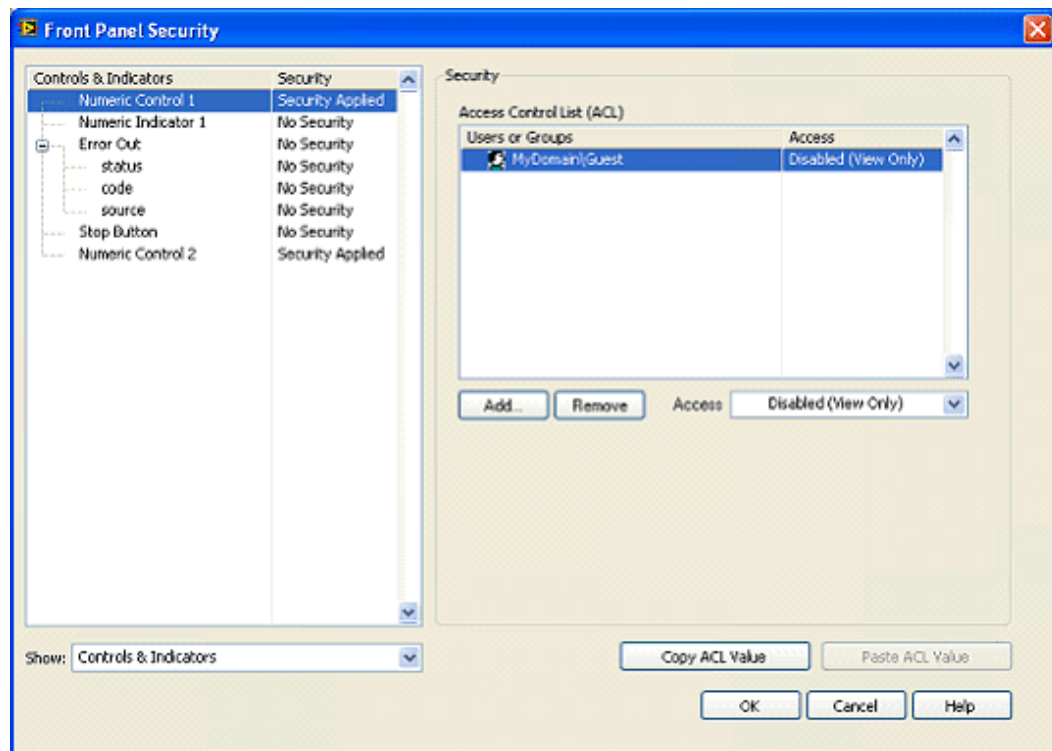 Front Panel Security
Controls & Indicators Security
Numeric Control 1 Security Applied
Numeric Indicator 1 No Security
Error Out No Security
status No Security
code No Security
source No Security
Stop Button No Security
Numeric Control 2 Security Applied
Show: Controls & Indicators
Security
Access Control List (ACL)
Users or Groups Access
MyDomain\Guest Disabled (View Only)
Add... Remove Access Disabled (View Only)
Copy ACL Value Paste ACL Value
OK Cancel Help